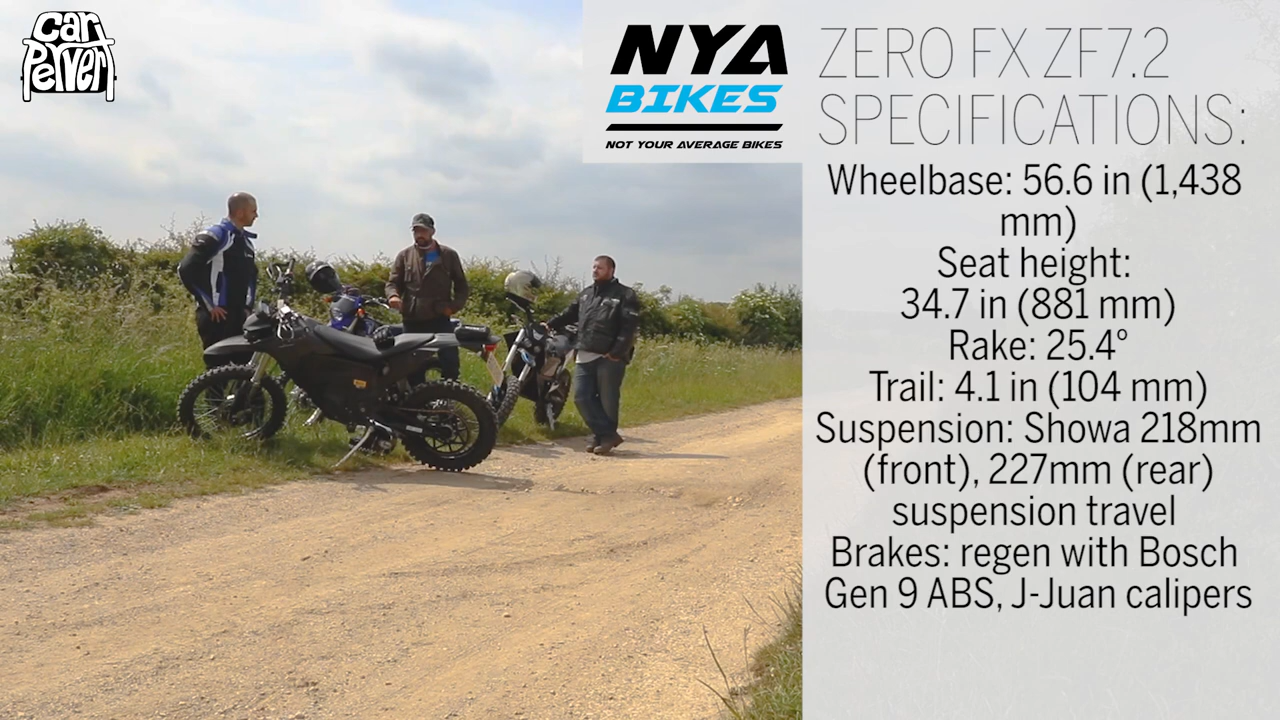 Car
Pervert
NYA
BIKES
NOT YOUR AVERAGE BIKES
ZERO FX ZF7.2
SPECIFICATIONS:
Wheelbase: 56.6 in (1,438
mm)
Seat height:
34.7 in (881 mm)
Rake: 25.4º
Trail: 4.1 in (104 mm)
Suspension: Showa 218mm
(front), 227mm (rear)
suspension travel
Brakes: regen with Bosch
Gen 9 ABS, J-Juan calipers